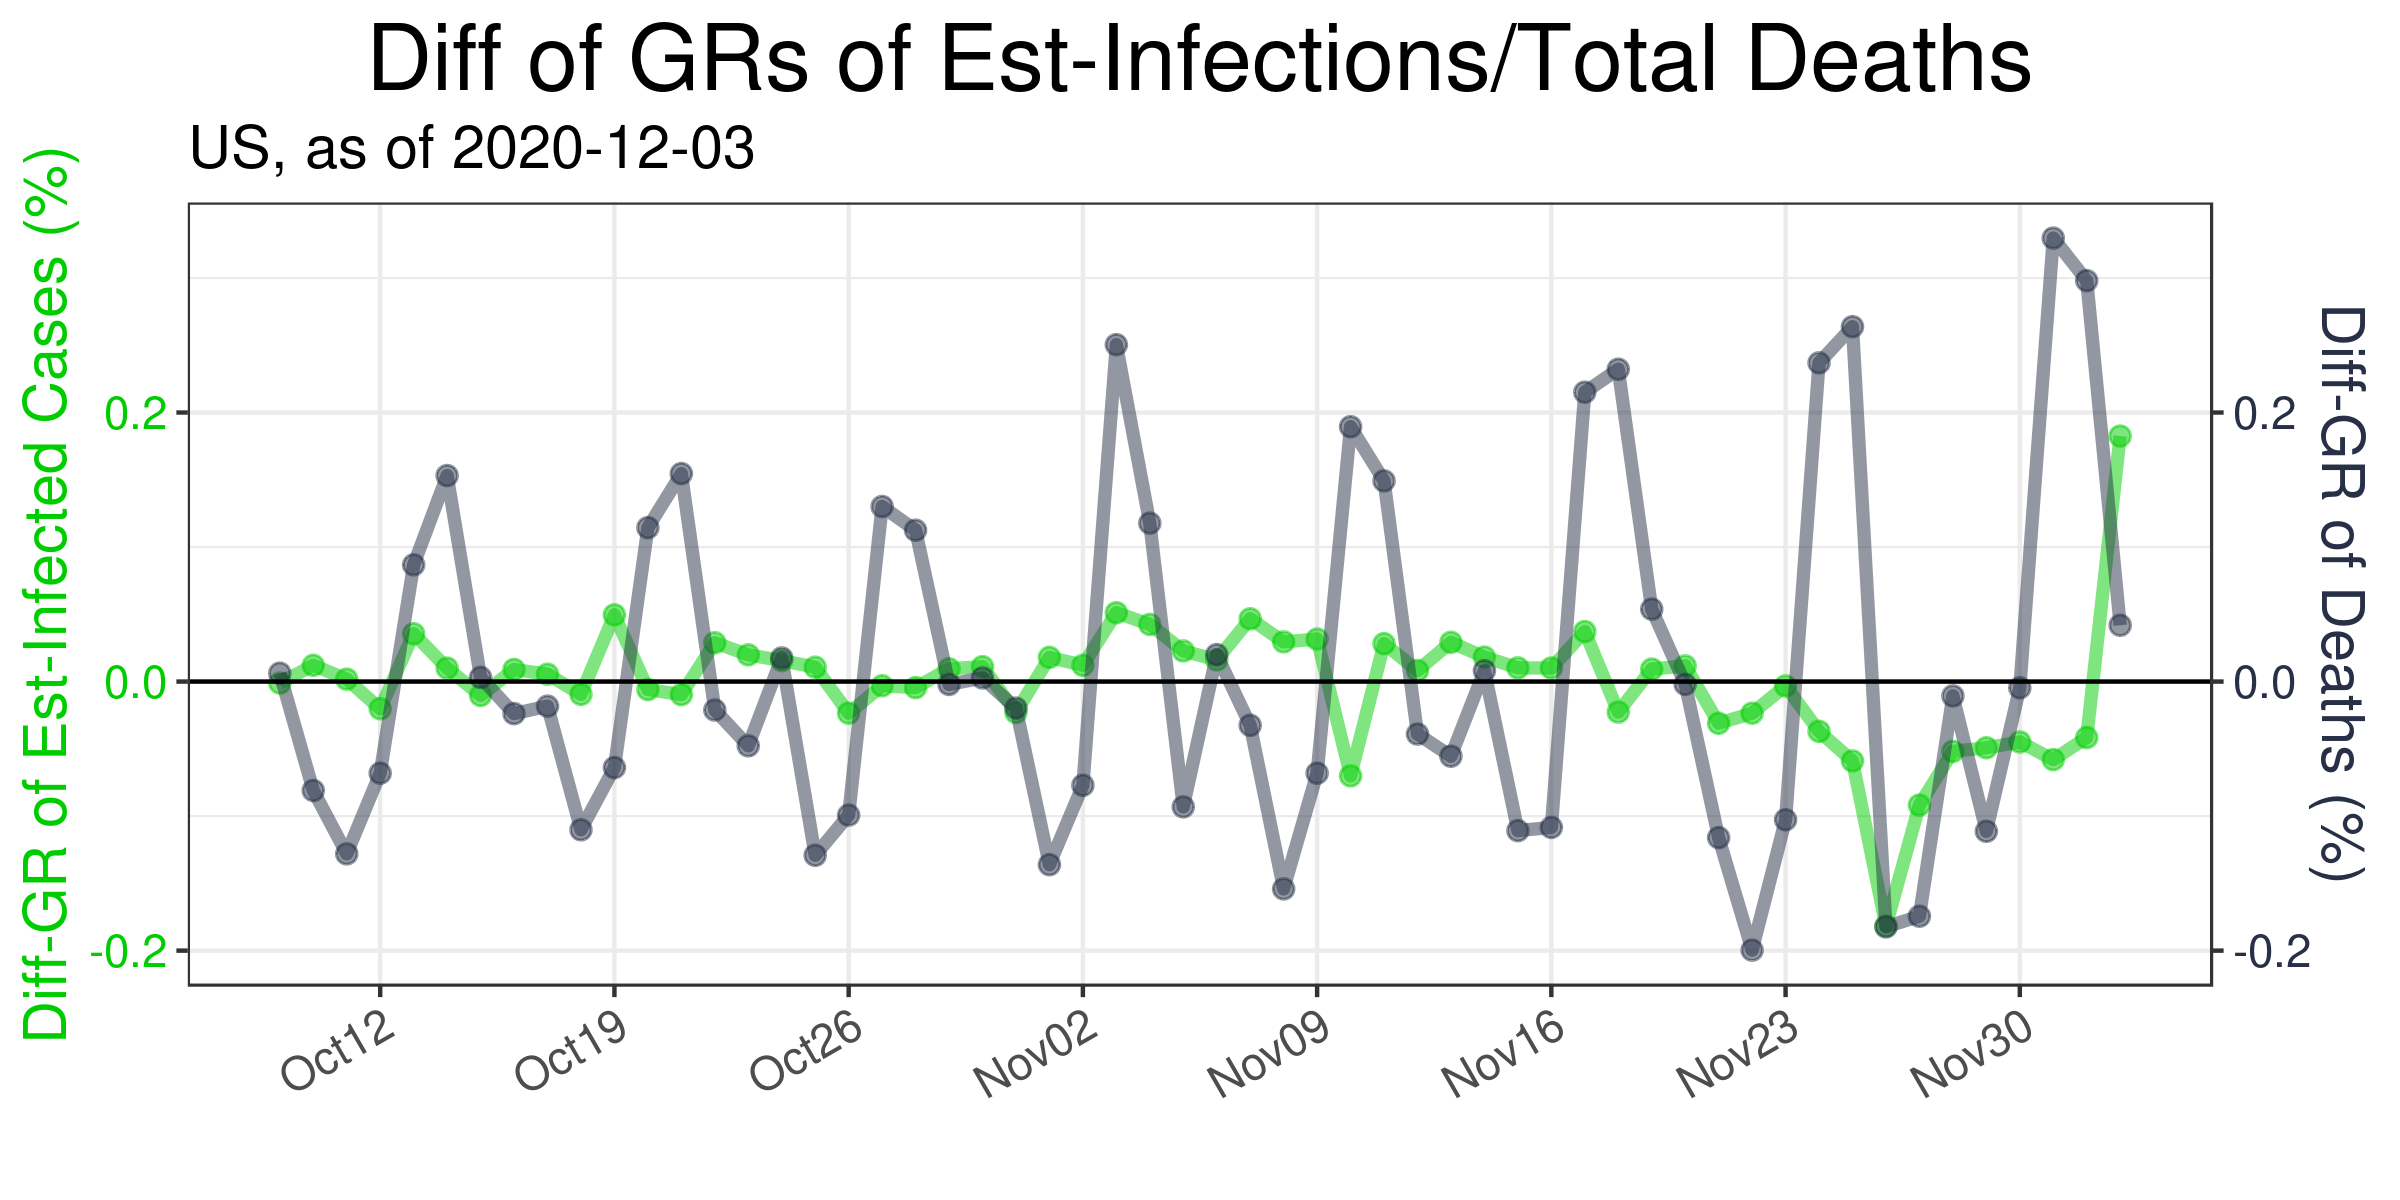 Diff of GRs of Est-Infections/Total Deaths
US, as of 2020-12-03
Diff-GR of Est-Infected Cases (%)
0.2
0.0
-0.2
0.2
0.0
-0.2
Diff-GR of Deaths (%)
Oct12
Oct19
Oct26
Nov02
Nov09
Nov16
Nov23
Nov30